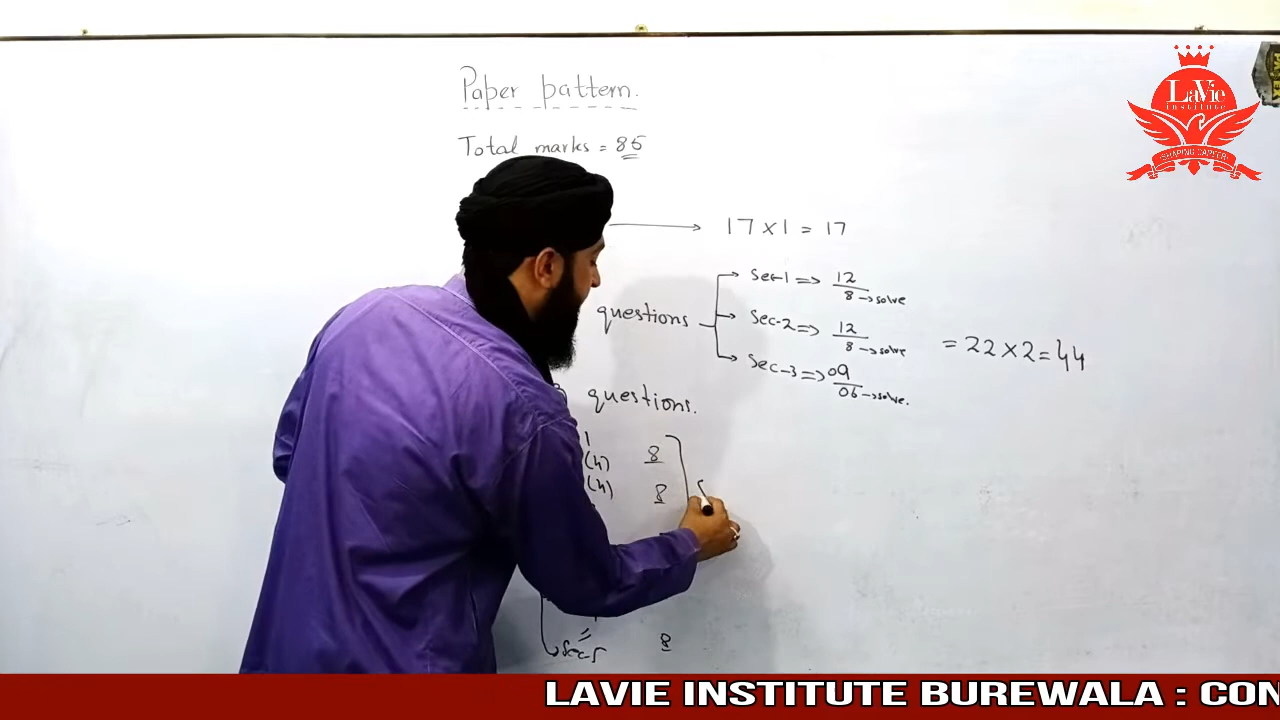 Paper pattern.
Total marks = 85
17 x 1 = 17
questions
Sec-1 => 12
8 -> solve
Sec-2 => 12
8 -> solve
Sec-3 => 09
06 -> solve.
= 22 x 2 = 44
questions.
1
(4) 8
(4) 8
Sec-5 8
LaVie
institute
SHAPING CAREER
LAVIE INSTITUTE BUREWALA : CON